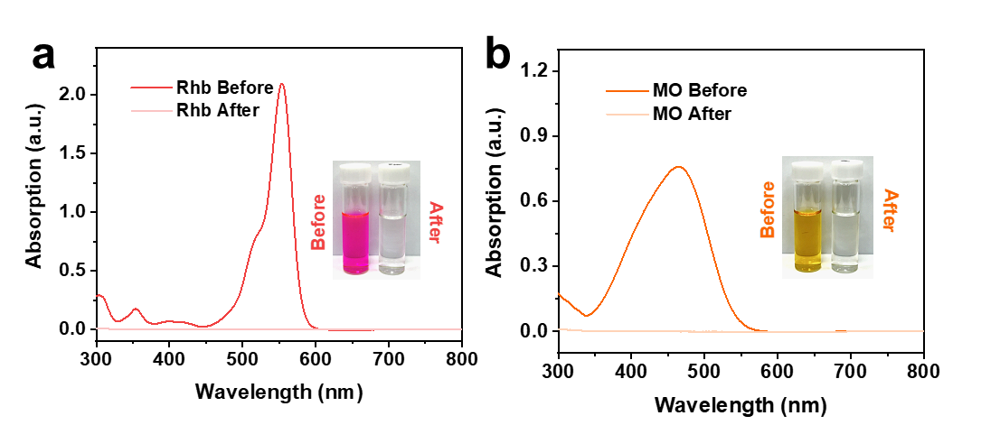 a
Rhb Before
Rhb After
2.0
1.5
1.0
0.5
0.0
300 400 500 600 700 800
Absorption (a.u.)
Wavelength (nm)
Before
After
b
MO Before
MO After
1.2
0.9
0.6
0.3
0.0
300 400 500 600 700 800
Absorption (a.u.)
Wavelength (nm)
Before
After